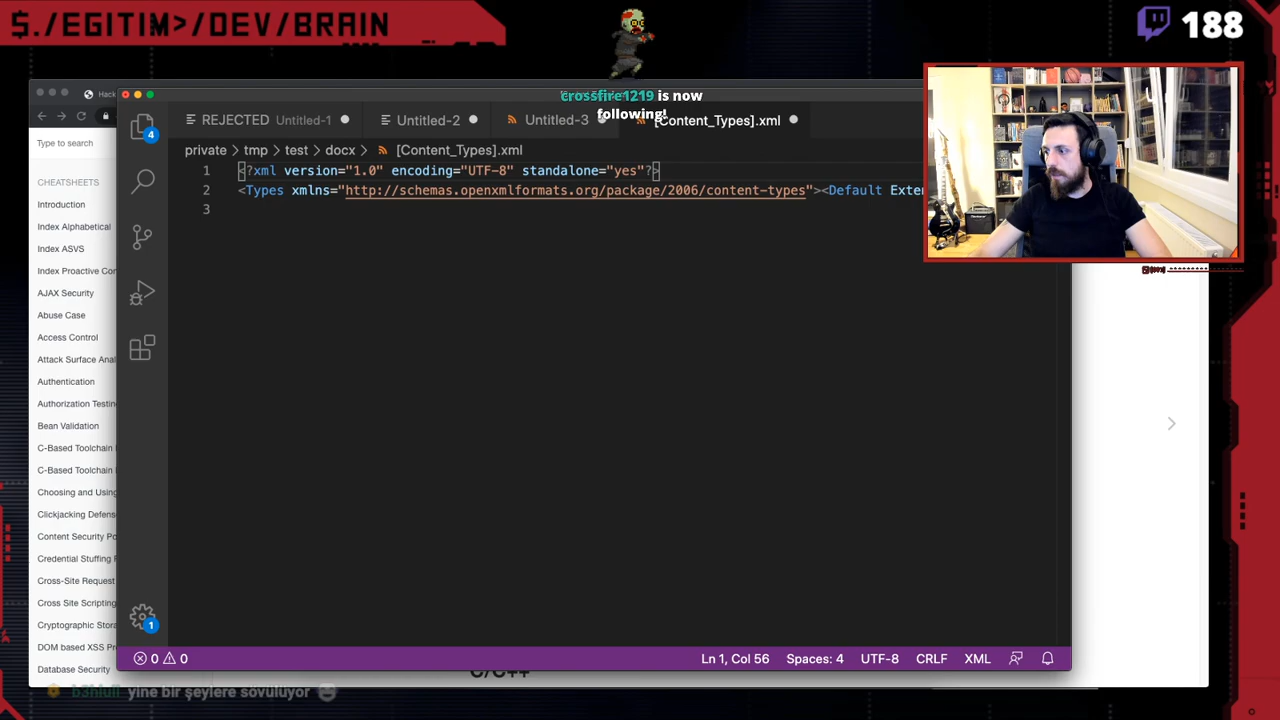 $./EGITIM>/DEV/BRAIN
188
crossfire1219 is now
following!
Hack
REJECTED Untitled-1
Untitled-2
Untitled-3
[Content_Types].xml
private > tmp > test > docx > [Content_Types].xml
1 <?xml version="1.0" encoding="UTF-8" standalone="yes"?>
2 <Types xmlns="http://schemas.openxmlformats.org/package/2006/content-types"><Default Exten
3
4
Type to search
CHEATSHEETS
Introduction
Index Alphabetical
Index ASVS
Index Proactive Con
AJAX Security
Abuse Case
Access Control
Attack Surface Anal
Authentication
Authorization Testin
Bean Validation
C-Based Toolchain
C-Based Toolchain
Choosing and Using
Clickjacking Defens
Content Security Po
Credential Stuffing
Cross-Site Request
Cross Site Scripting
Cryptographic Stora
DOM based XSS Pr
Database Security
1
0 0
Ln 1, Col 56 Spaces: 4 UTF-8 CRLF XML
C/C++
b3hlull yine bir şeylere sövülüyor